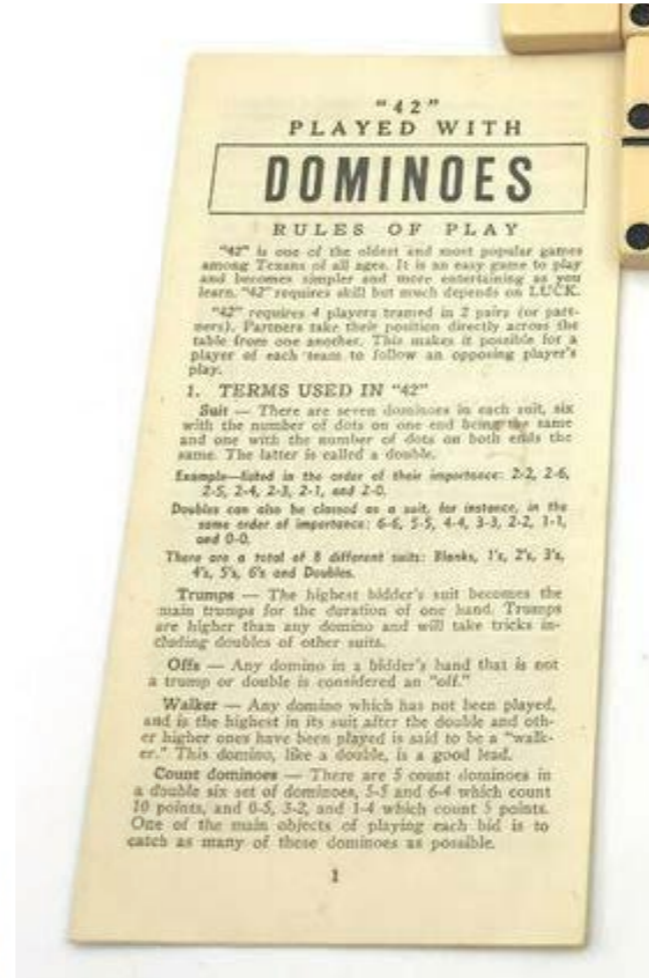 "42"
PLAYED WITH
DOMINOES
RULES OF PLAY
"42" is one of the oldest and most popular games
among Texans of all ages. It is an easy game to play
and becomes simpler and more entertaining as you
learn. "42" requires skill but much depends on LUCK.
"42" requires 4 players teamed in 2 pairs (or part-
ners). Partners take their position directly across the
table from one another. This makes it possible for a
player of each team to follow an opposing player's
play.
1. TERMS USED IN "42"
Suit — There are seven dominoes in each suit, six
with the number of dots on one end being the same
and one with the number of dots on both ends the
same. The latter is called a double.
Example—listed in the order of their importance: 2-2, 2-6,
2-5, 2-4, 2-3, 2-1, and 2-0.
Doubles can also be classed as a suit, for instance, in the
same order of importance: 6-6, 5-5, 4-4, 3-3, 2-2, 1-1,
and 0-0.
There are a total of 8 different suits: Blanks, 1's, 2's, 3's,
4's, 5's, 6's and Doubles.
Trumps — The highest bidder's suit becomes the
main trumps for the duration of one hand. Trumps
are higher than any domino and will take tricks in-
cluding doubles of other suits.
Offs — Any domino in a bidder's hand that is not
a trump or double is considered an "off."
Walker — Any domino which has not been played,
and is the highest in its suit after the double and oth-
er higher ones have been played is said to be a "walk-
er." This domino, like a double, is a good lead.
Count dominoes — There are 5 count dominoes in
a double six set of dominoes, 5-5 and 6-4 which count
10 points, and 0-5, 3-2, and 1-4 which count 5 points.
One of the main objects of playing each bid is to
catch as many of these dominoes as possible.
1